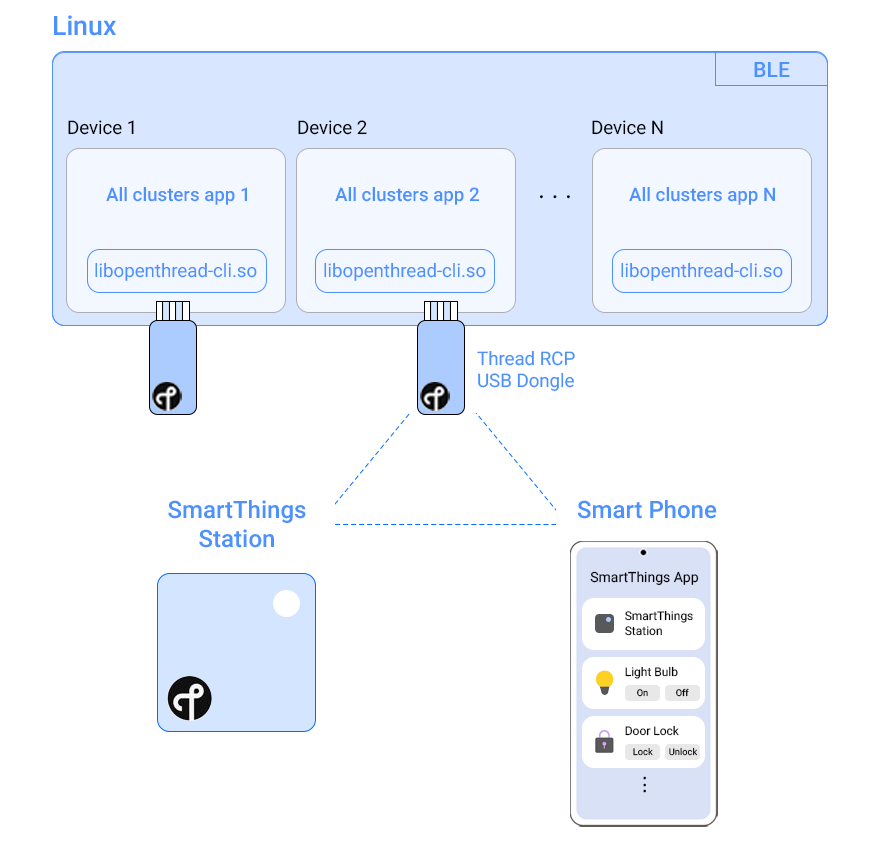 Linux
BLE
Device 1
Device 2
Device N
All clusters app 1
All clusters app 2
. . .
All clusters app N
libopenthread-cli.so
libopenthread-cli.so
libopenthread-cli.so
Thread RCP
USB Dongle
SmartThings
Station
Smart Phone
SmartThings App
SmartThings
Station
Light Bulb
On
Off
Door Lock
Lock
Unlock